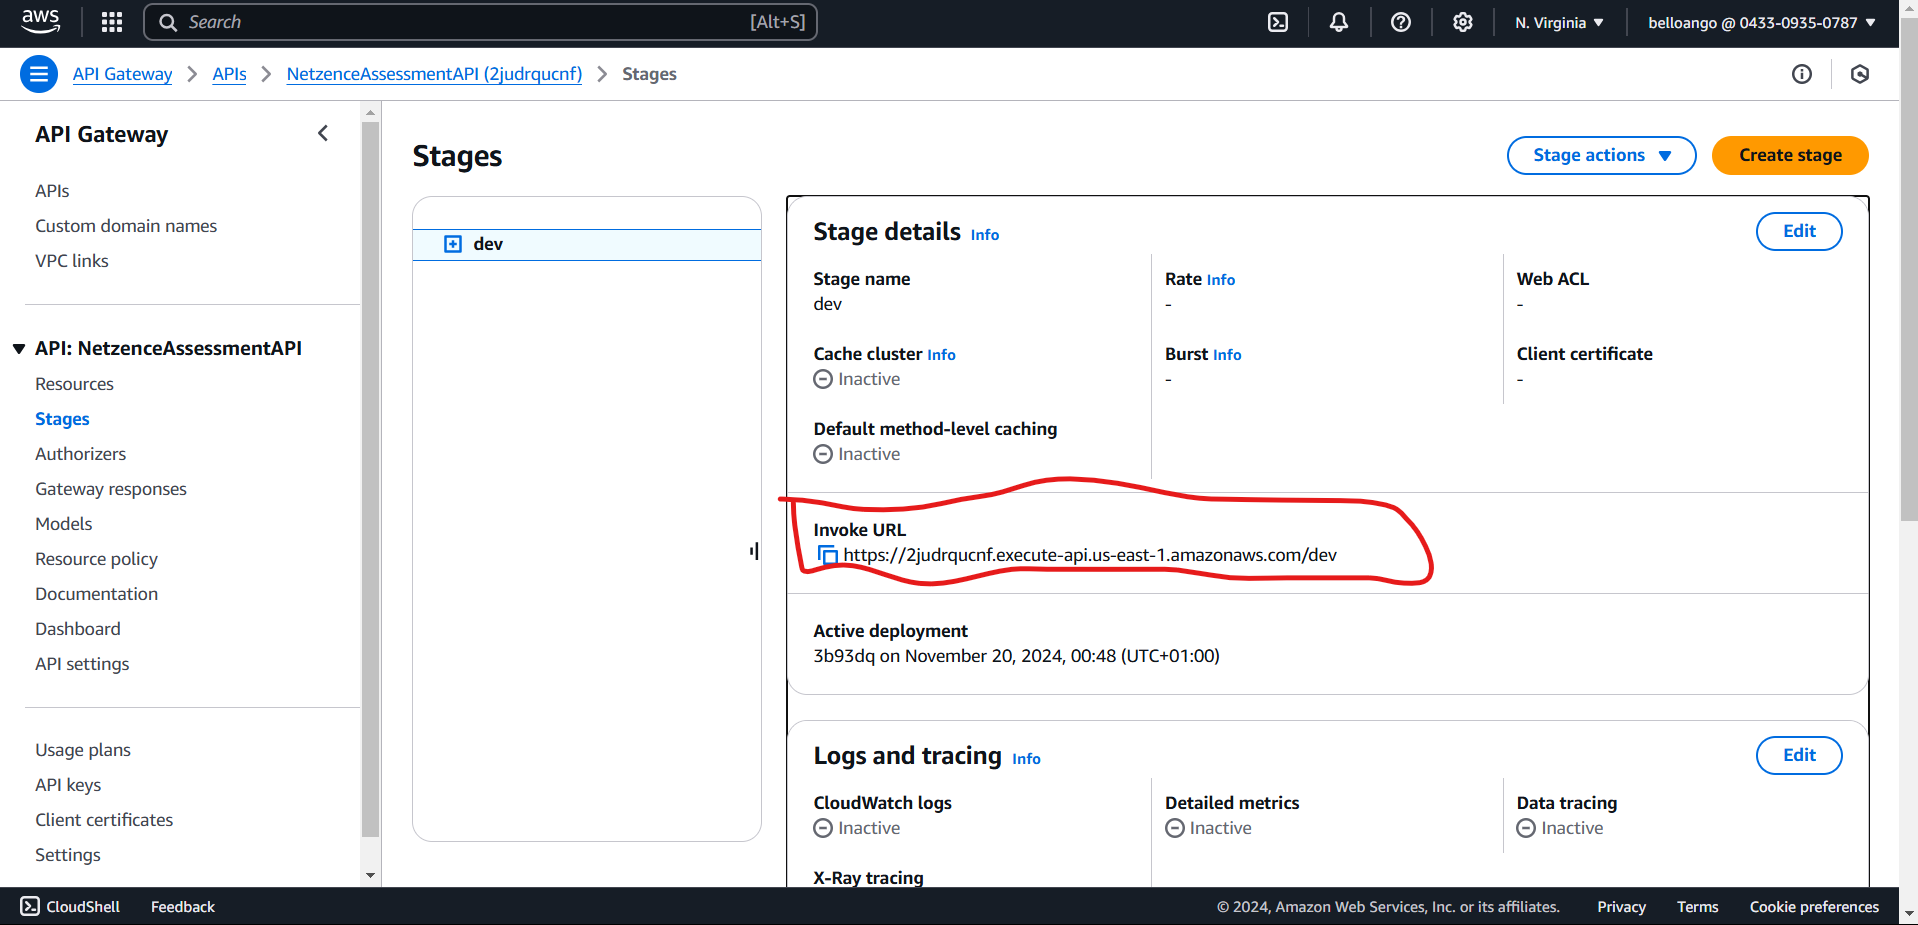 aws
Search [Alt+S]
N. Virginia
belloango @ 0433-0935-0787
API Gateway
APIs
NetzenceAssessmentAPI (2judrqucnf)
Stages
API Gateway
APIs
Custom domain names
VPC links
API: NetzenceAssessmentAPI
Resources
Stages
Authorizers
Gateway responses
Models
Resource policy
Documentation
Dashboard
API settings
Usage plans
API keys
Client certificates
Settings
Stages
Stage actions
Create stage
dev
Stage details Info
Edit
Stage name
dev
Rate Info
-
Web ACL
-
Cache cluster Info
Inactive
Burst Info
-
Client certificate
-
Default method-level caching
Inactive
Invoke URL
https://2judrqucnf.execute-api.us-east-1.amazonaws.com/dev
Active deployment
3b93dq on November 20, 2024, 00:48 (UTC+01:00)
Logs and tracing Info
Edit
CloudWatch logs
Inactive
Detailed metrics
Inactive
Data tracing
Inactive
X-Ray tracing
CloudShell
Feedback
© 2024, Amazon Web Services, Inc. or its affiliates.
Privacy
Terms
Cookie preferences